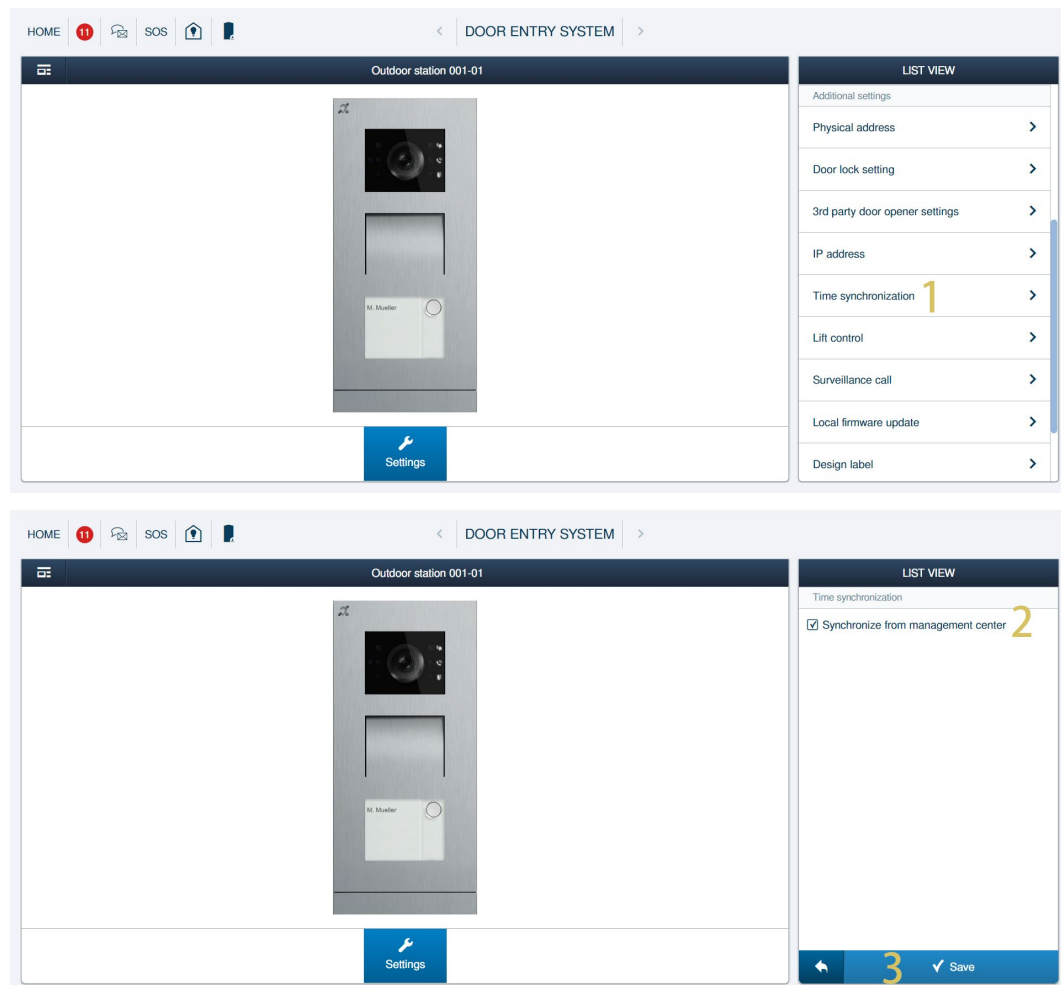 HOME 11 SOS < DOOR ENTRY SYSTEM >
Outdoor station 001-01
M. Mueller
Settings
LIST VIEW
Additional settings
Physical address
Door lock setting
3rd party door opener settings
IP address
Time synchronization 1
Lift control
Surveillance call
Local firmware update
Design label
HOME 11 SOS < DOOR ENTRY SYSTEM >
Outdoor station 001-01
M. Mueller
Settings
LIST VIEW
Time synchronization
Synchronize from management center 2
3 Save